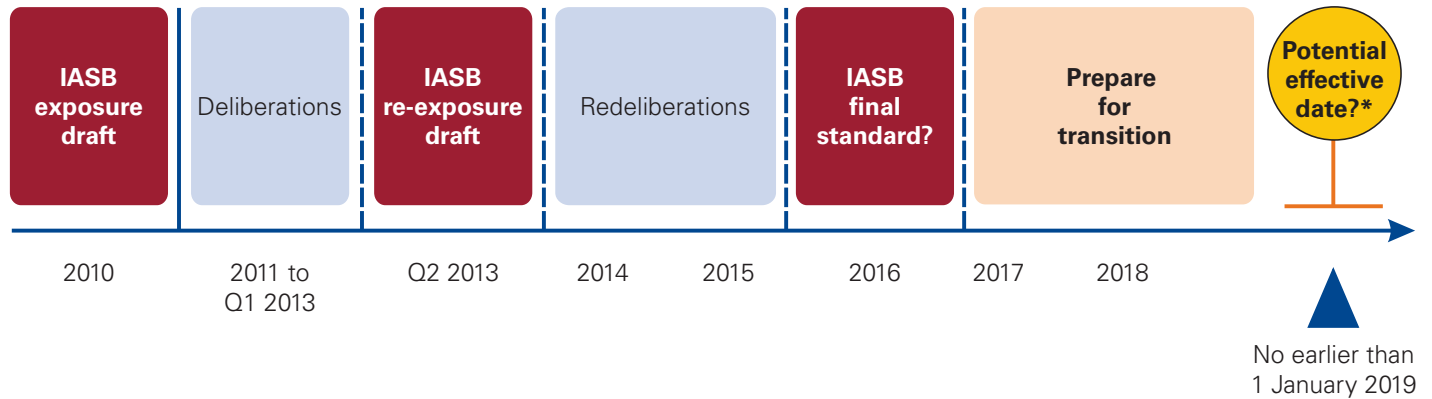 IASB
exposure
draft
Deliberations
IASB
re-exposure
draft
Redeliberations
IASB
final
standard?
Prepare
for
transition
Potential
effective
date?*
2010
2011 to
Q1 2013
Q2 2013
2014
2015
2016
2017
2018
No earlier than
1 January 2019